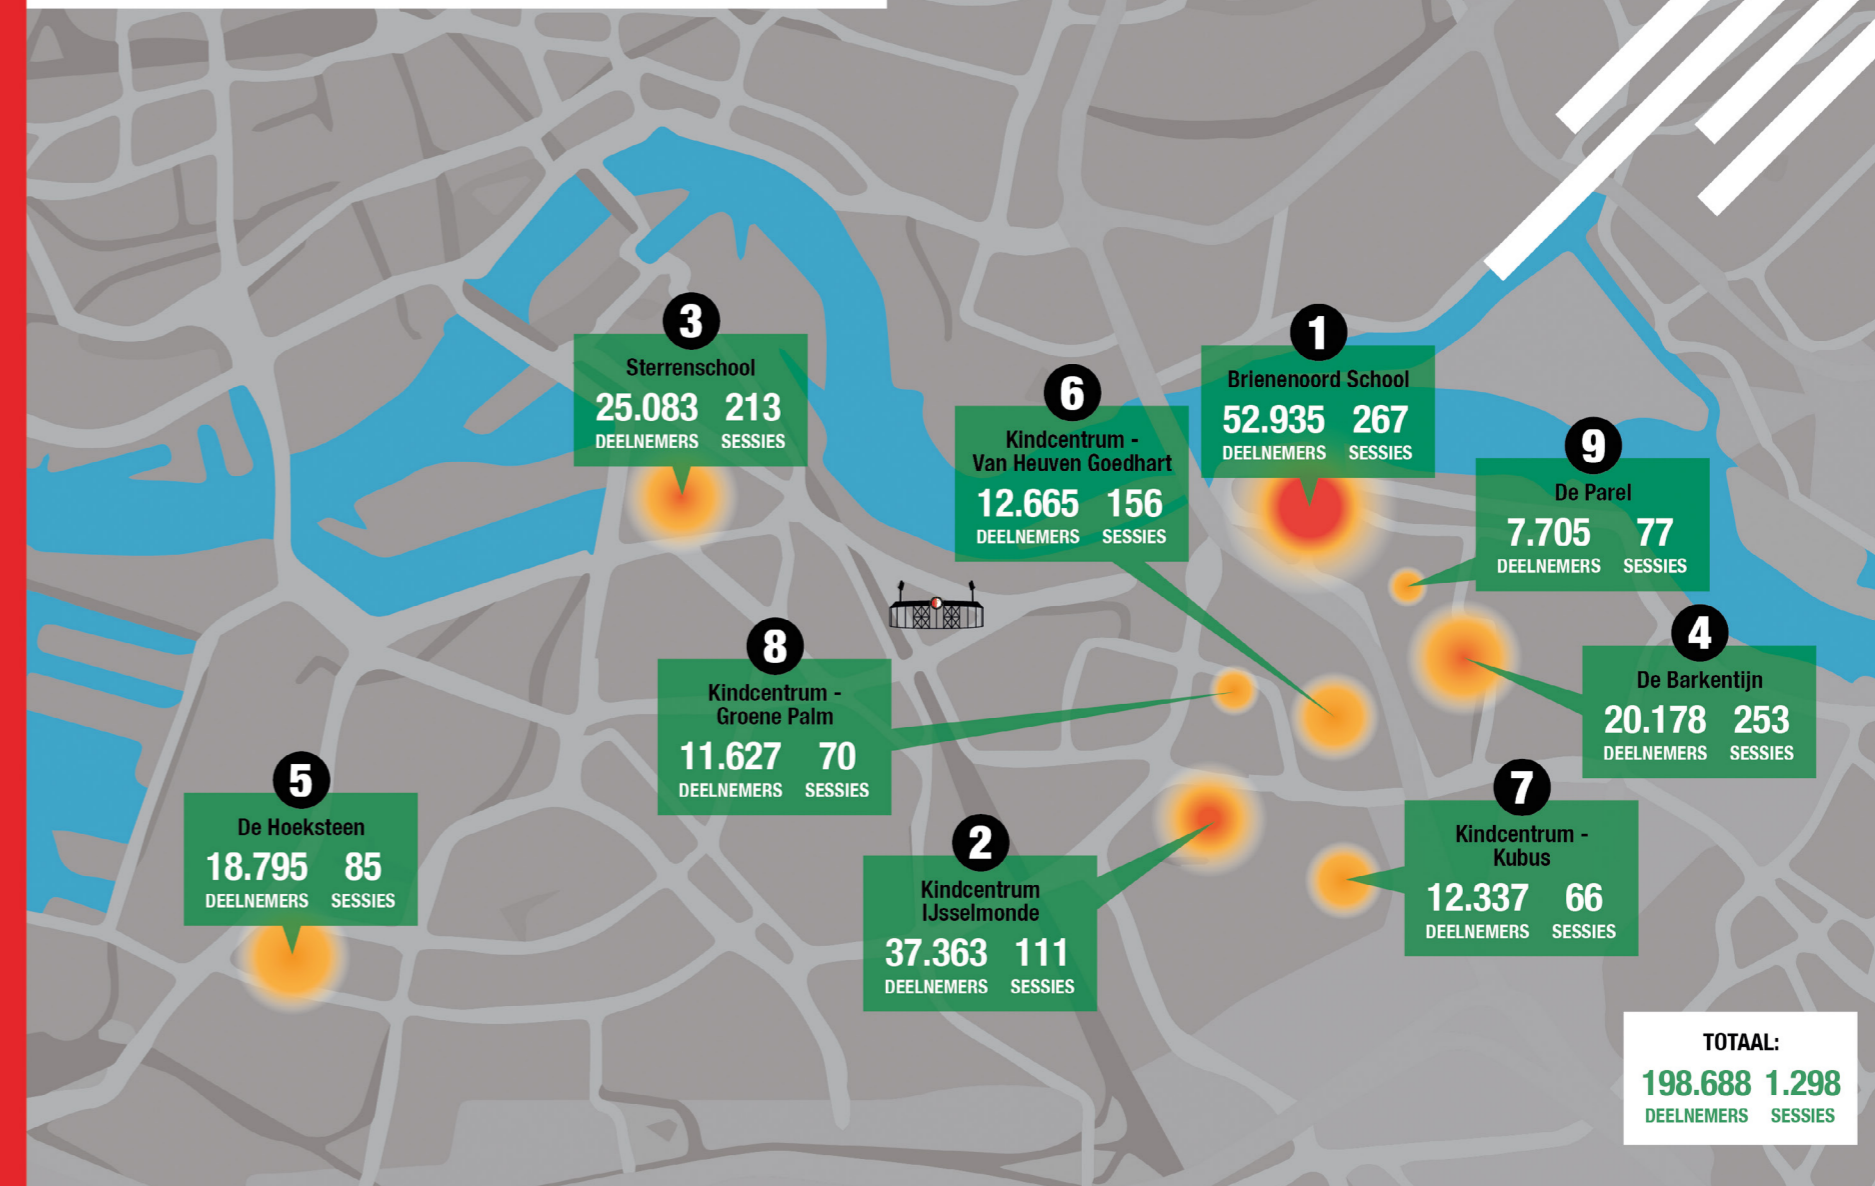 3
Sterrenschool
25.083 213
DEELNEMERS SESSIES
1
Brienenoord School
52.935 267
DEELNEMERS SESSIES
6
Kindcentrum -
Van Heuven Goedhart
12.665 156
DEELNEMERS SESSIES
9
De Parel
7.705 77
DEELNEMERS SESSIES
8
Kindcentrum -
Groene Palm
11.627 70
DEELNEMERS SESSIES
4
De Barkentijn
20.178 253
DEELNEMERS SESSIES
5
De Hoeksteen
18.795 85
DEELNEMERS SESSIES
2
Kindcentrum
IJsselmonde
37.363 111
DEELNEMERS SESSIES
7
Kindcentrum -
Kubus
12.337 66
DEELNEMERS SESSIES
TOTAAL:
198.688 1.298
DEELNEMERS SESSIES